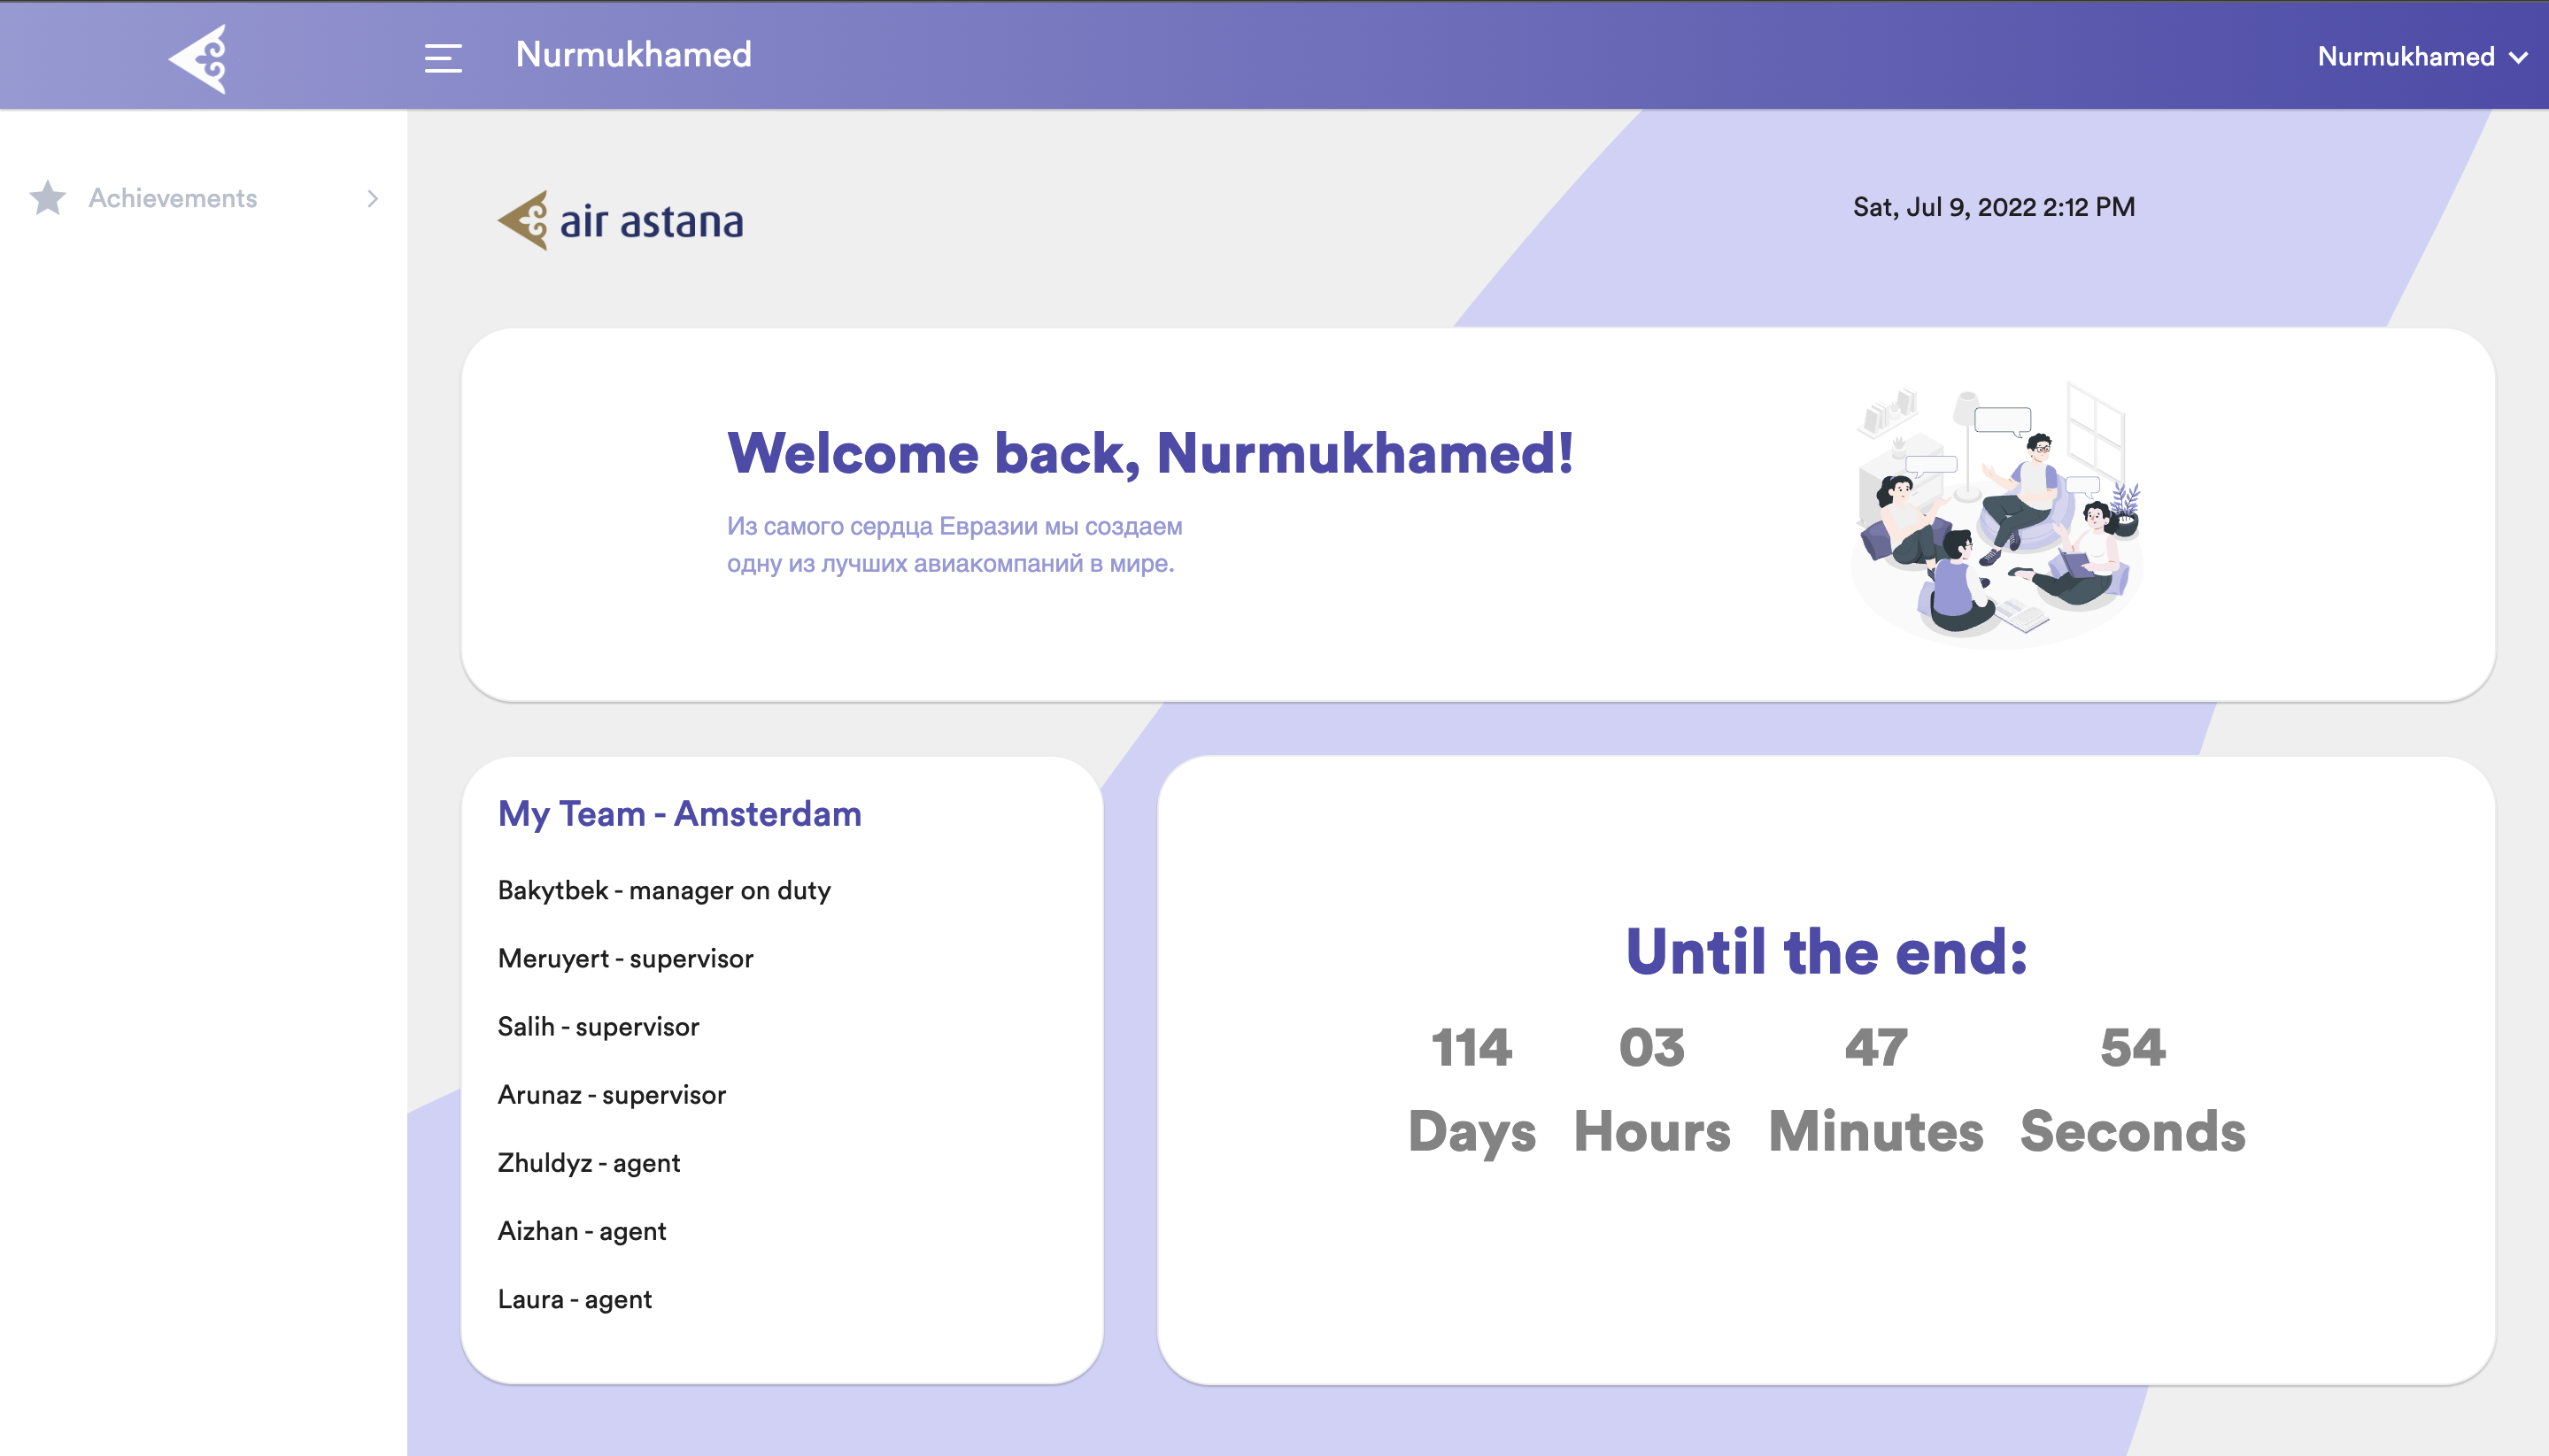 Nurmukhamed
Nurmukhamed
Achievements
air astana
Sat, Jul 9, 2022 2:12 PM
Welcome back, Nurmukhamed!
Из самого сердца Евразии мы создаем
одну из лучших авиакомпаний в мире.
My Team - Amsterdam
Bakytbek - manager on duty
Meruyert - supervisor
Salih - supervisor
Arunaz - supervisor
Zhuldyz - agent
Aizhan - agent
Laura - agent
Until the end:
114 03 47 54
Days Hours Minutes Seconds